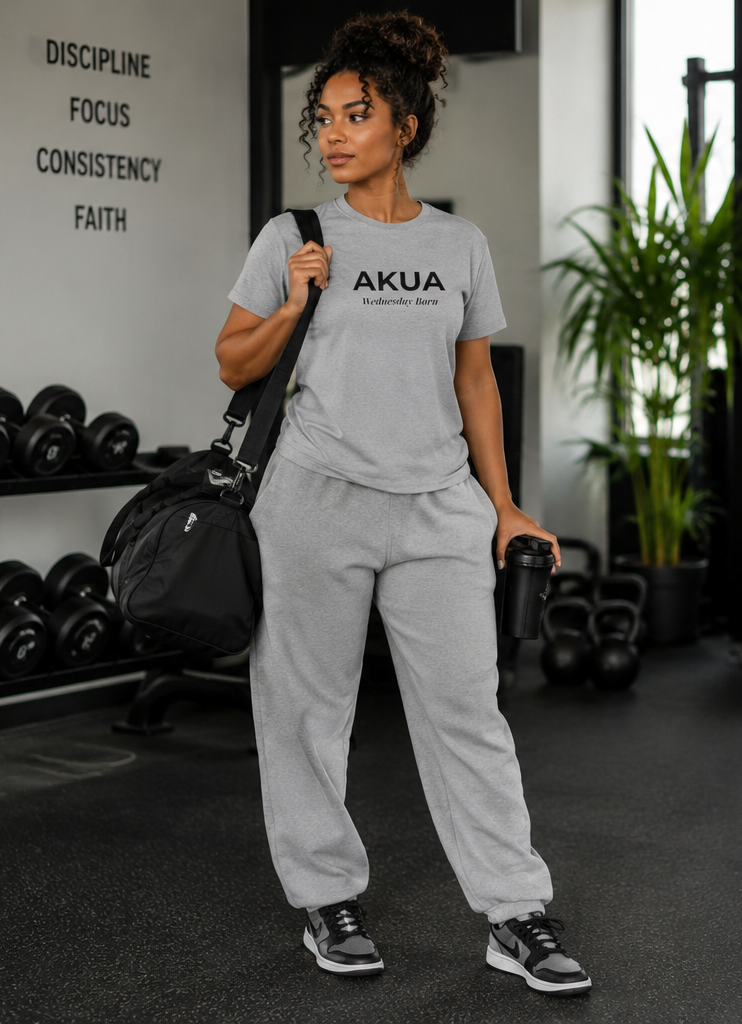 DISCIPLINE
FOCUS
CONSISTENCY
FAITH
AKUA
Wednesday Born